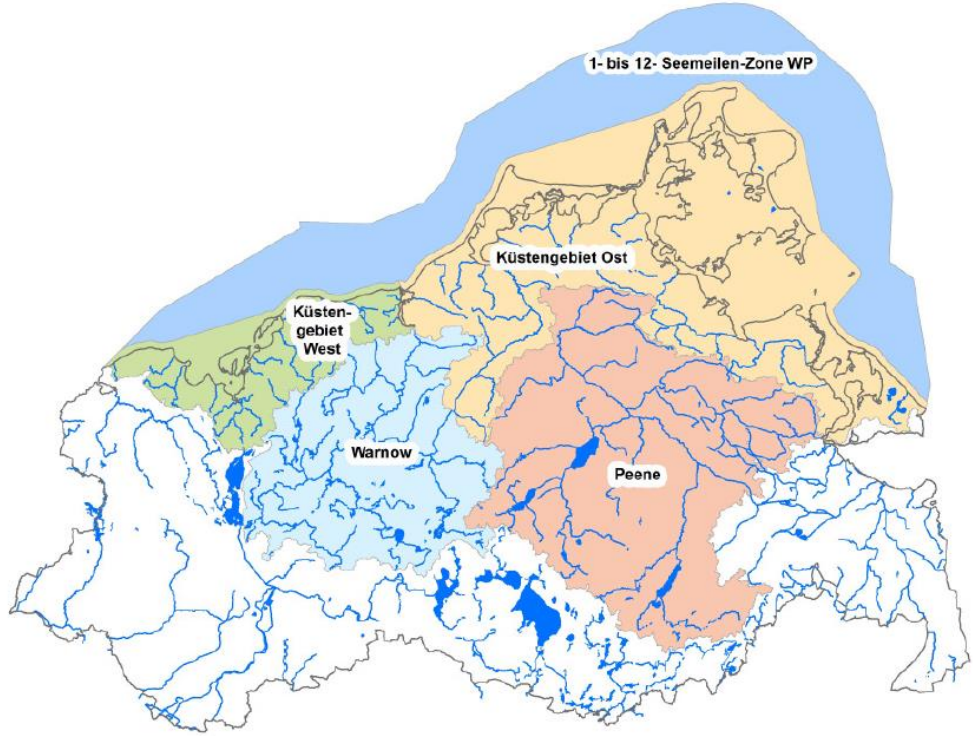 1- bis 12- Seemeilen-Zone WP
Küstengebiet Ost
Küsten-
gebiet
West
Warnow
Peene